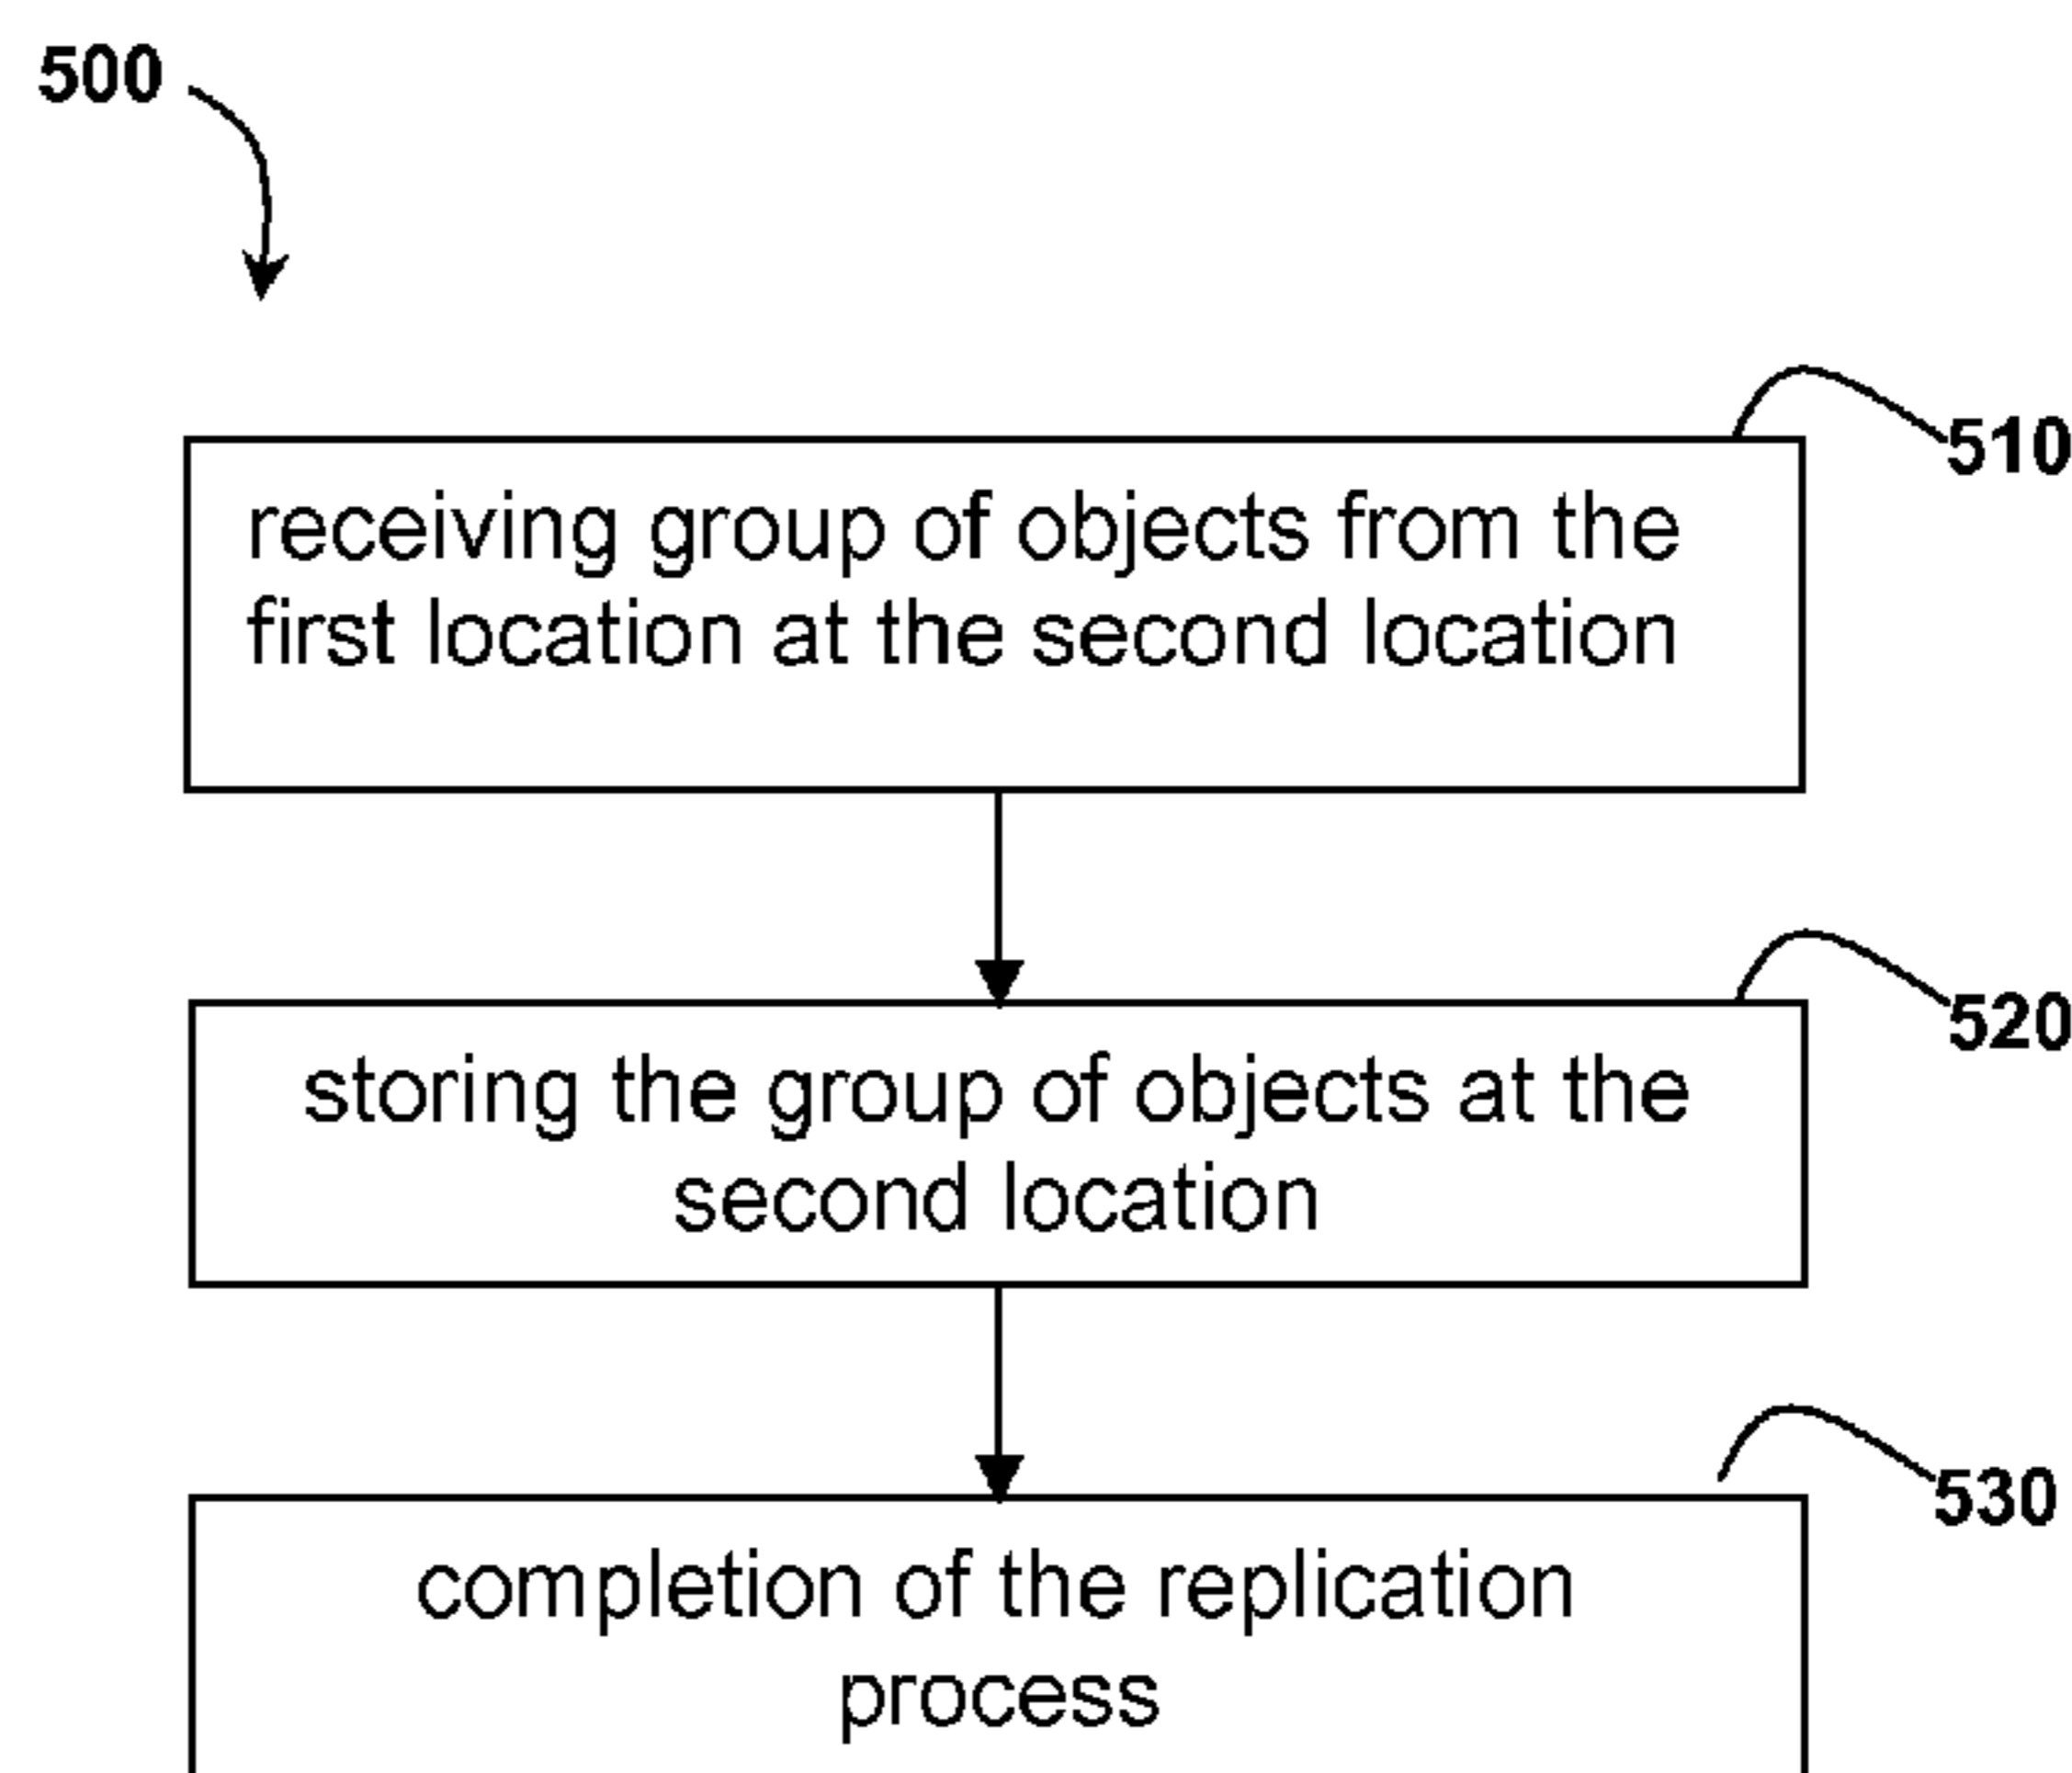 500
510
receiving group of objects from the
first location at the second location
520
storing the group of objects at the
second location
530
completion of the replication
process